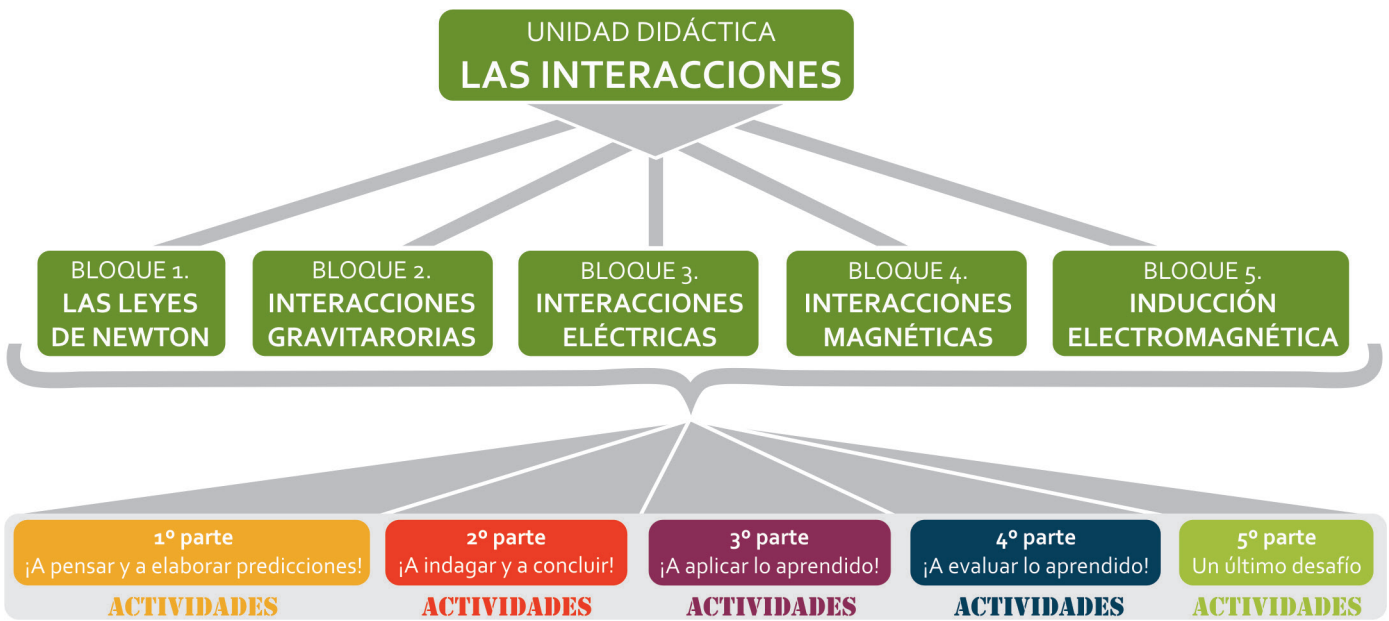 UNIDAD DIDÁCTICA
LAS INTERACCIONES
BLOQUE 1.
LAS LEYES
DE NEWTON
BLOQUE 2.
INTERACCIONES
GRAVITARORIAS
BLOQUE 3.
INTERACCIONES
ELÉCTRICAS
BLOQUE 4.
INTERACCIONES
MAGNÉTICAS
BLOQUE 5.
INDUCCIÓN
ELECTROMAGNÉTICA
1º parte
¡A pensar y a elaborar predicciones!
ACTIVIDADES
2º parte
¡A indagar y a concluir!
ACTIVIDADES
3º parte
¡A aplicar lo aprendido!
ACTIVIDADES
4º parte
¡A evaluar lo aprendido!
ACTIVIDADES
5º parte
Un último desafío
ACTIVIDADES